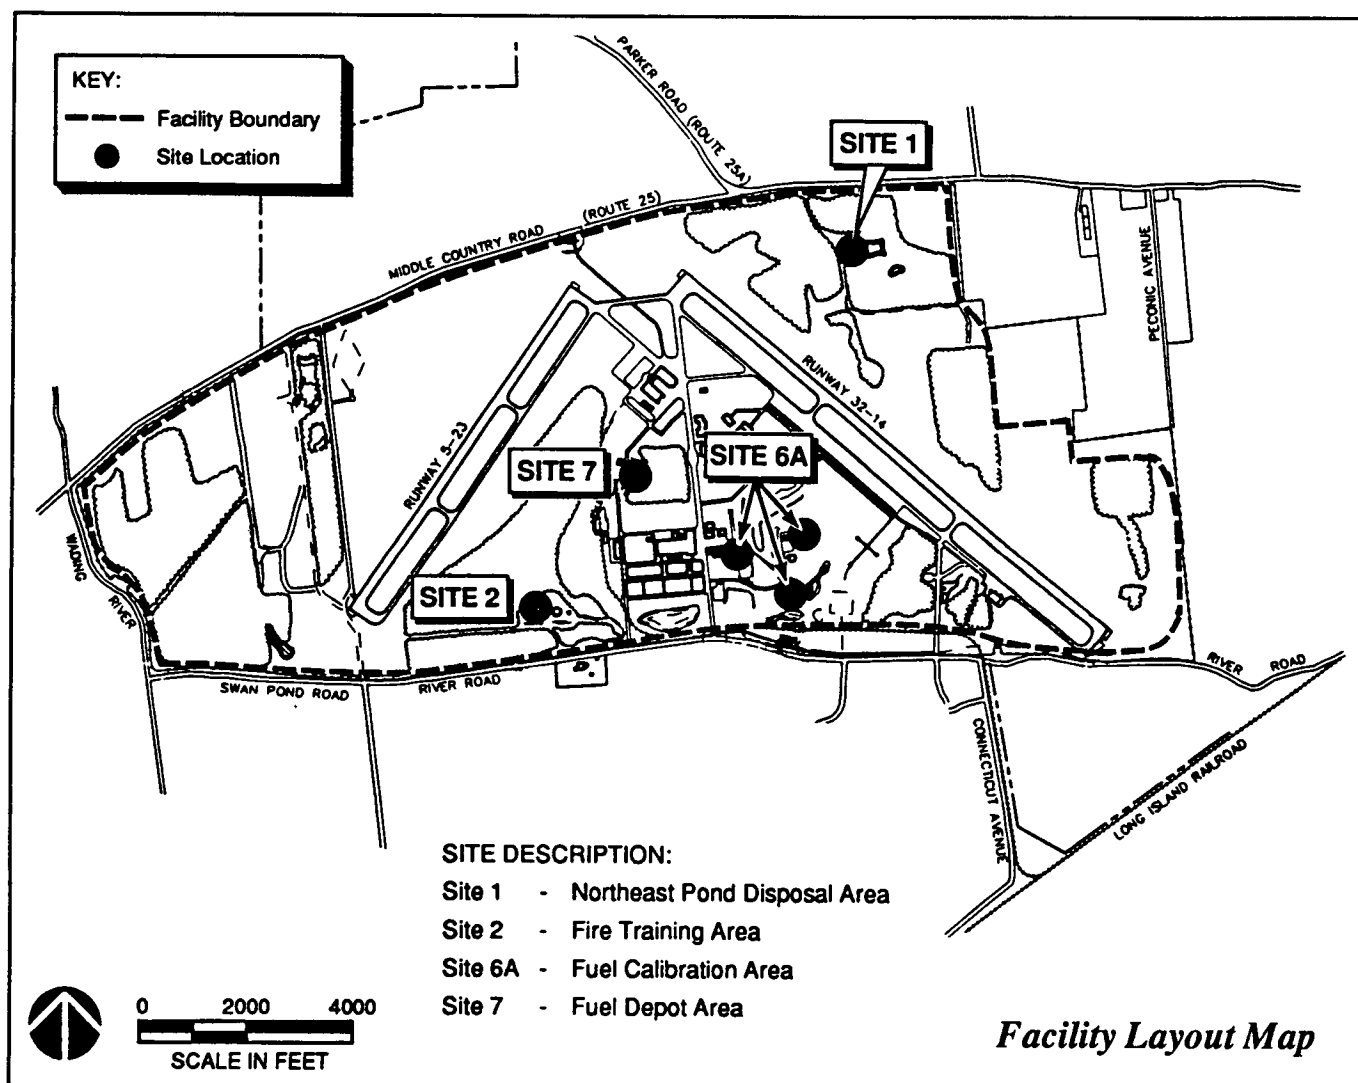 KEY:
Facility Boundary
Site Location
PARKER ROAD (ROUTE 25A)
SITE 1
MIDDLE COUNTRY ROAD (ROUTE 25)
PECONIC AVENUE
RUNWAY 5-23
RUNWAY 32-14
SITE 7
SITE 6A
SITE 2
WADING RIVER
SWAN POND ROAD
RIVER ROAD
RIVER ROAD
CONNECTICUT AVENUE
LONG ISLAND RAILROAD
SITE DESCRIPTION:
Site 1 - Northeast Pond Disposal Area
Site 2 - Fire Training Area
Site 6A - Fuel Calibration Area
Site 7 - Fuel Depot Area
0 2000 4000
SCALE IN FEET
Facility Layout Map